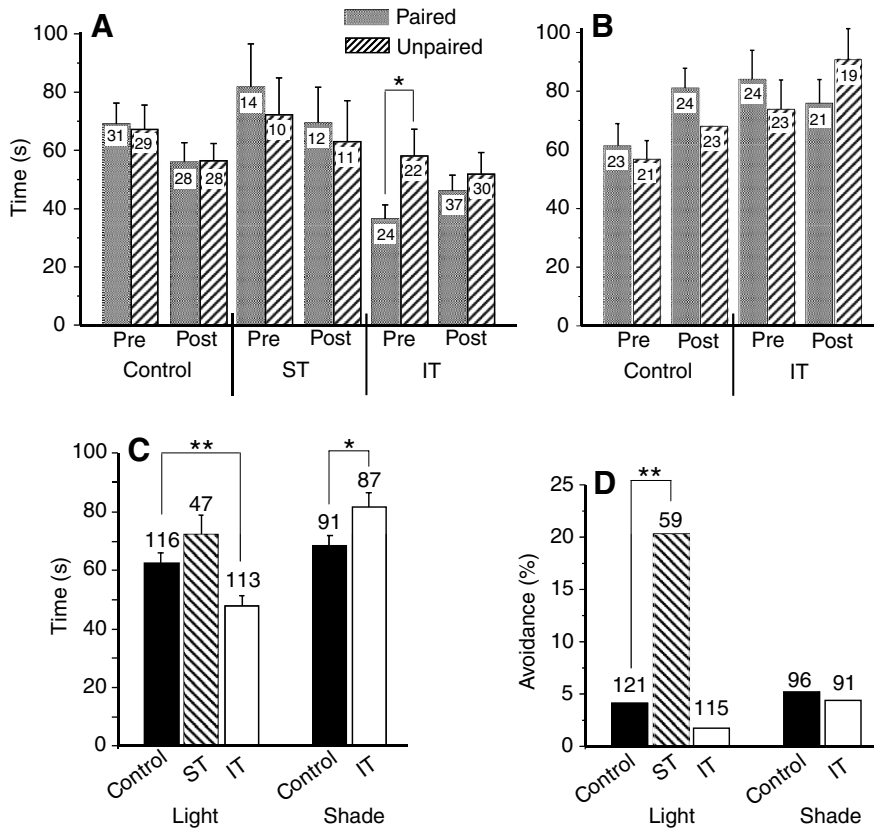 A
Paired
Unpaired
*
Time (s)
100
80
60
40
20
0
31
29
28
28
14
10
12
11
24
22
37
30
Pre
Post
Pre
Post
Pre
Post
Control
ST
IT
B
100
80
60
40
20
0
23
21
24
23
24
23
21
19
Pre
Post
Pre
Post
Control
IT
C
Time (s)
100
80
60
80
60
40
20
0
**
*
116
47
113
91
87
Control
ST
IT
Control
IT
Light
Shade
D
Avoidance (%)
25
20
15
10
5
0
**
121
59
115
96
91
Control
ST
IT
Control
IT
Light
Shade